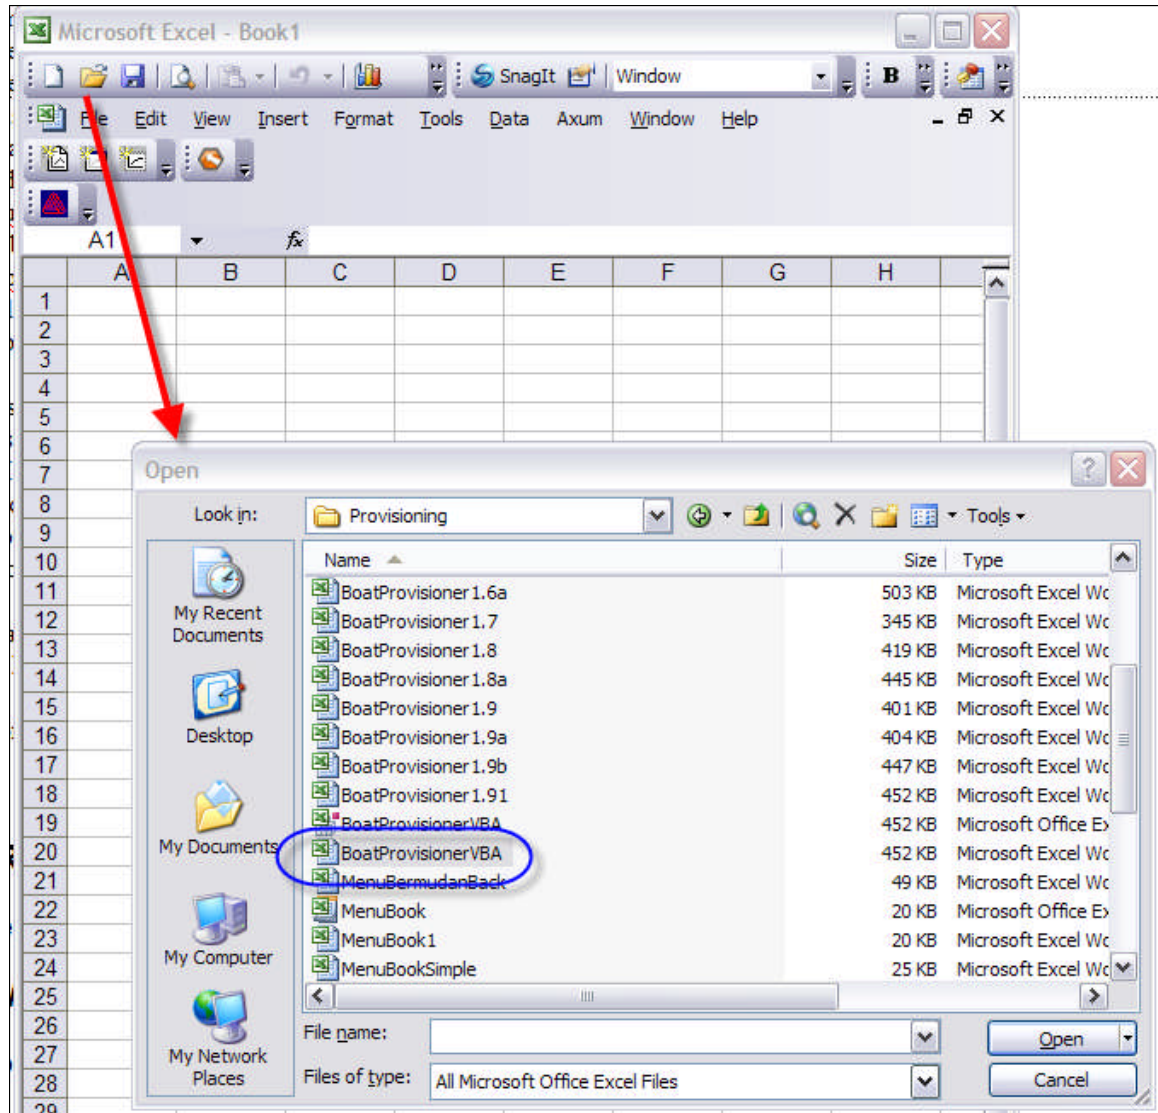 Microsoft Excel - Book1
SnagIt Window B
File Edit View Insert Format Tools Data Axum Window Help
A1 fx
A B C D E F G H
1
2
3
4
5
6
7
8
9
10
11
12
13
14
15
16
17
18
19
20
21
22
23
24
25
26
27
28
29
Open
Look in: Provisioning Tools
My Recent Documents
Desktop
My Documents
My Computer
My Network Places
Name Size Type
BoatProvisioner1.6a 503 KB Microsoft Excel Wo
BoatProvisioner1.7 345 KB Microsoft Excel Wo
BoatProvisioner1.8 419 KB Microsoft Excel Wo
BoatProvisioner1.8a 445 KB Microsoft Excel Wo
BoatProvisioner1.9 401 KB Microsoft Excel Wo
BoatProvisioner1.9a 404 KB Microsoft Excel Wo
BoatProvisioner1.9b 447 KB Microsoft Excel Wo
BoatProvisioner1.91 452 KB Microsoft Excel Wo
BoatProvisionerVBA 452 KB Microsoft Office Ex
BoatProvisionerVBA 452 KB Microsoft Excel Wo
MenuBermudanBack 49 KB Microsoft Excel Wo
MenuBook 20 KB Microsoft Office Ex
MenuBook1 20 KB Microsoft Excel Wo
MenuBookSimple 25 KB Microsoft Excel Wo
File name: Open
Files of type: All Microsoft Office Excel Files Cancel